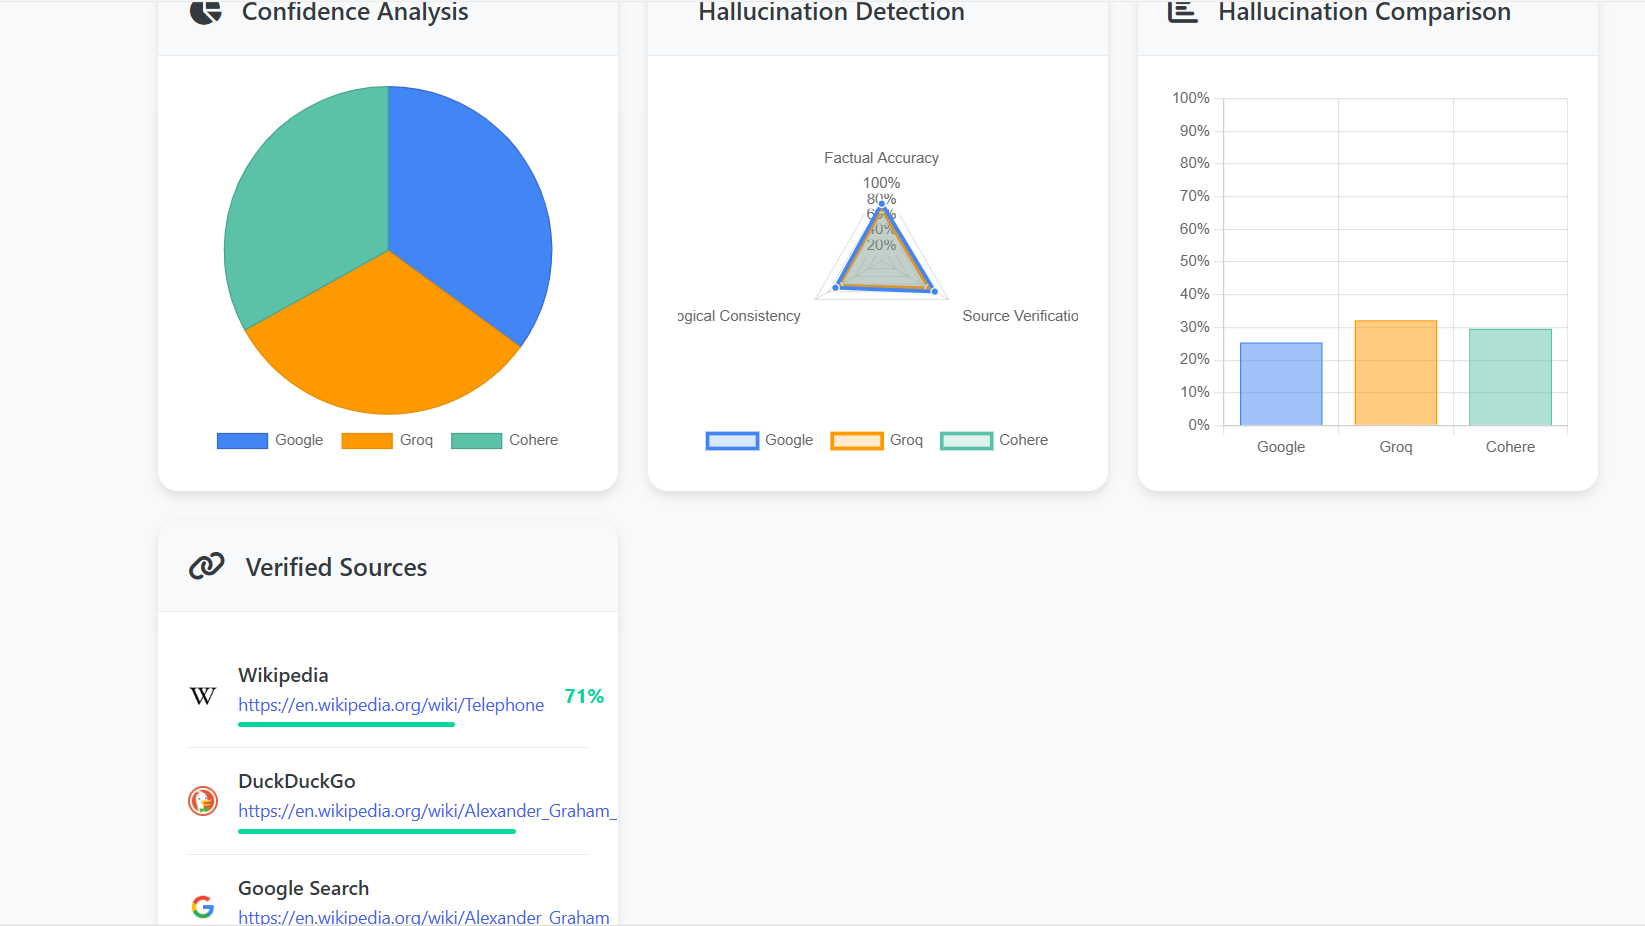 Confidence Analysis
Google Groq Cohere
Hallucination Detection
Factual Accuracy
100%
80%
60%
40%
20%
ogical Consistency
Source Verificatio
Google Groq Cohere
Hallucination Comparison
100%
90%
80%
70%
60%
50%
40%
30%
20%
10%
0%
Google Groq Cohere
Verified Sources
W
Wikipedia
https://en.wikipedia.org/wiki/Telephone
71%
DuckDuckGo
https://en.wikipedia.org/wiki/Alexander_Graham_
G
Google Search
https://en.wikipedia.org/wiki/Alexander_Graham